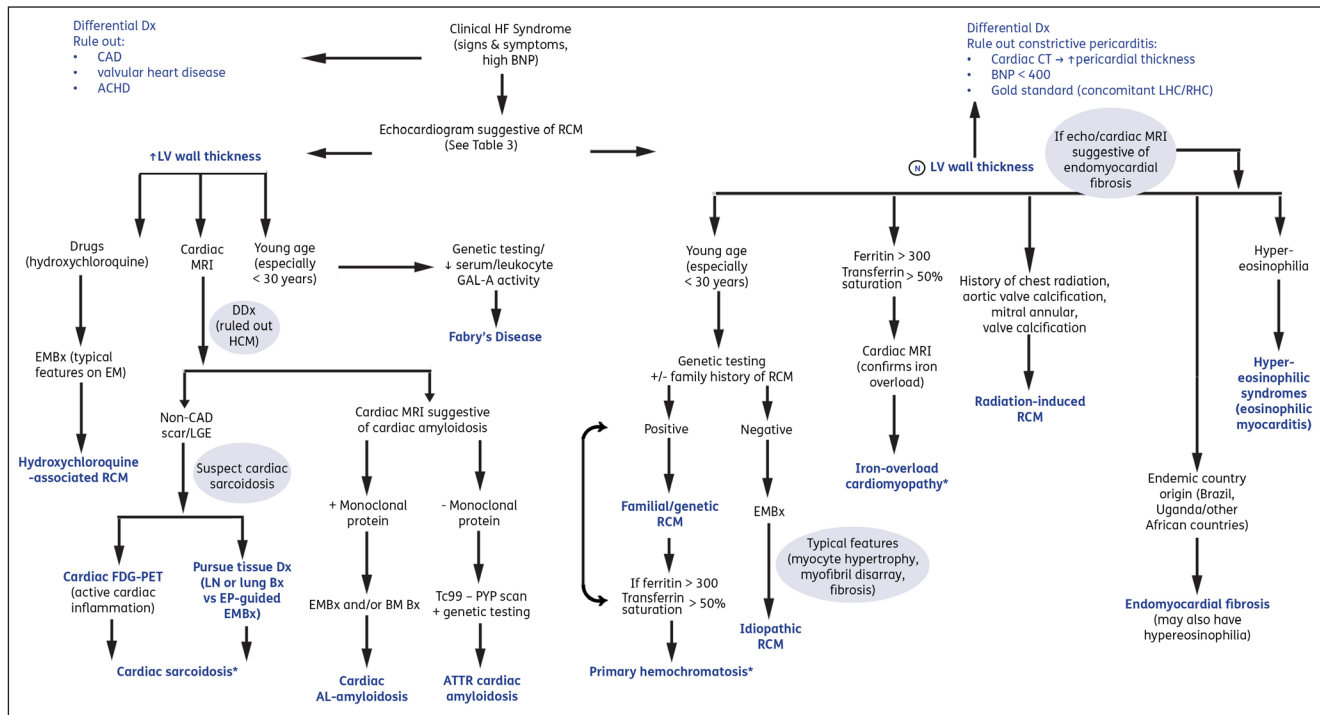 Differential Dx
Rule out:
• CAD
• valvular heart disease
• ACHD
Clinical HF Syndrome
(signs & symptoms,
high BNP)
Differential Dx
Rule out constrictive pericarditis:
• Cardiac CT → ↑pericardial thickness
• BNP < 400
• Gold standard (concomitant LHC/RHC)
Echocardiogram suggestive of RCM
(See Table 3)
↑LV wall thickness
N LV wall thickness
If echo/cardiac MRI
suggestive of
endomyocardial
fibrosis
Drugs
(hydroxychloroquine)
Cardiac
MRI
Young age
(especially
< 30 years)
Genetic testing/
↓ serum/leukocyte
GAL-A activity
Fabry's Disease
DDx
(ruled out
HCM)
EMBx (typical
features on EM)
Hydroxychloroquine
-associated RCM
Non-CAD
scar/LGE
Suspect cardiac
sarcoidosis
Cardiac FDG-PET
(active cardiac
inflammation)
Pursue tissue Dx
(LN or lung Bx
vs EP-guided
EMBx)
Cardiac sarcoidosis*
Cardiac MRI suggestive
of cardiac amyloidosis
+ Monoclonal
protein
- Monoclonal
protein
EMBx and/or BM Bx
Tc99 – PYP scan
+ genetic testing
Cardiac
AL-amyloidosis
ATTR cardiac
amyloidosis
Young age
(especially
< 30 years)
Genetic testing
+/- family history of RCM
Positive
Negative
Familial/genetic
RCM
EMBx
If ferritin > 300
Transferrin
saturation > 50%
Typical features
(myocyte hypertrophy,
myofibril disarray,
fibrosis)
Primary hemochromatosis*
Idiopathic
RCM
Ferritin > 300
Transferrin
saturation > 50%
Cardiac MRI
(confirms iron
overload)
Iron-overload
cardiomyopathy*
History of chest radiation,
aortic valve calcification,
mitral annular,
valve calcification
Radiation-induced
RCM
Endemic country
origin (Brazil,
Uganda/other
African countries)
Endomyocardial fibrosis
(may also have
hypereosinophilia)
Hyper-
eosinophilia
Hyper-
eosinophilic
syndromes
(eosinophilic
myocarditis)